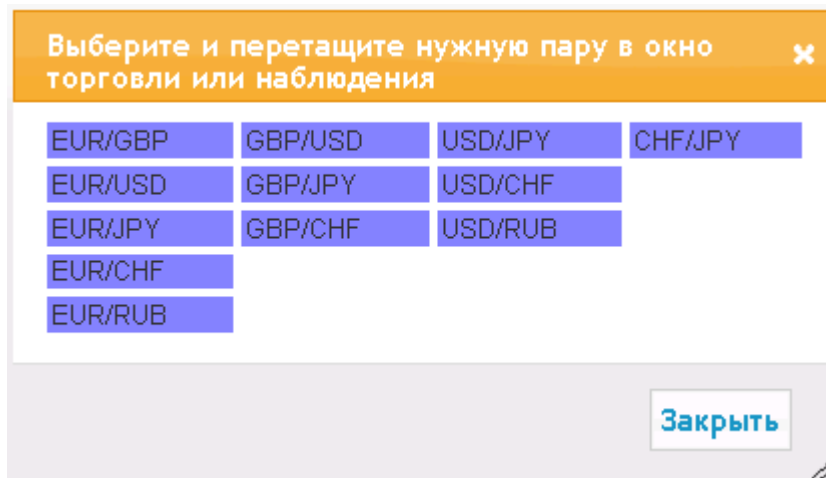 Выберите и перетащите нужную пару в окно
торговли или наблюдения
EUR/GBP GBP/USD USD/JPY CHF/JPY
EUR/USD GBP/JPY USD/CHF
EUR/JPY GBP/CHF USD/RUB
EUR/CHF
EUR/RUB
Закрыть